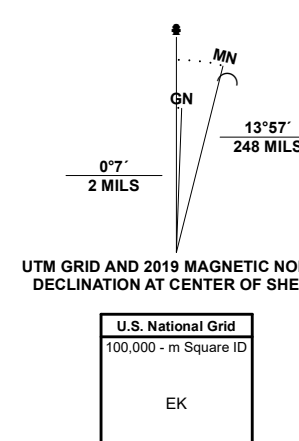 MN
GN
13°57´
248 MILS
0°7´
2 MILS
UTM GRID AND 2019 MAGNETIC NO
DECLINATION AT CENTER OF SHE
U.S. National Grid
100,000 - m Square ID
EK